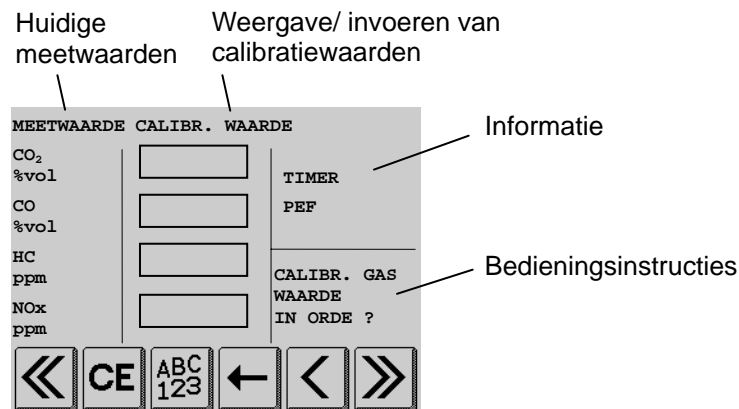 Huidige
meetwaarden
Weergave/ invoeren van
calibratiewaarden
MEETWAARDE CALIBR. WAARDE
CO₂
%vol
CO
%vol
HC
ppm
NOx
ppm
TIMER
PEF
CALIBR. GAS
WAARDE
IN ORDE ?
Informatie
Bedieningsinstructies
CE
ABC
123